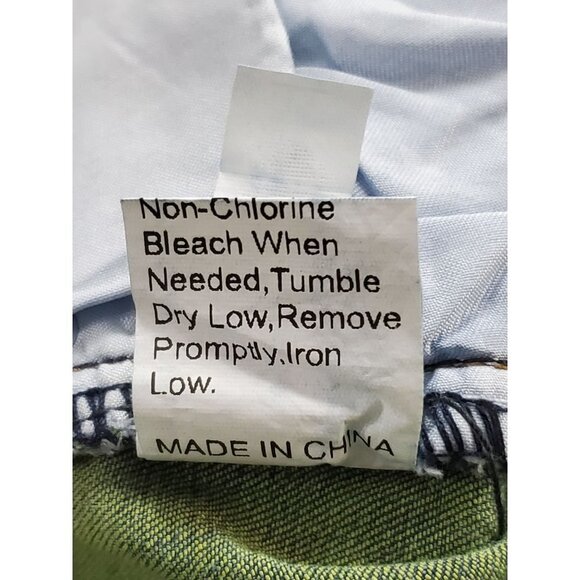 Non-Chlorine
Bleach When
Needed,Tumble
Dry Low,Remove
Promptly,Iron
Low.
MADE IN CHINA